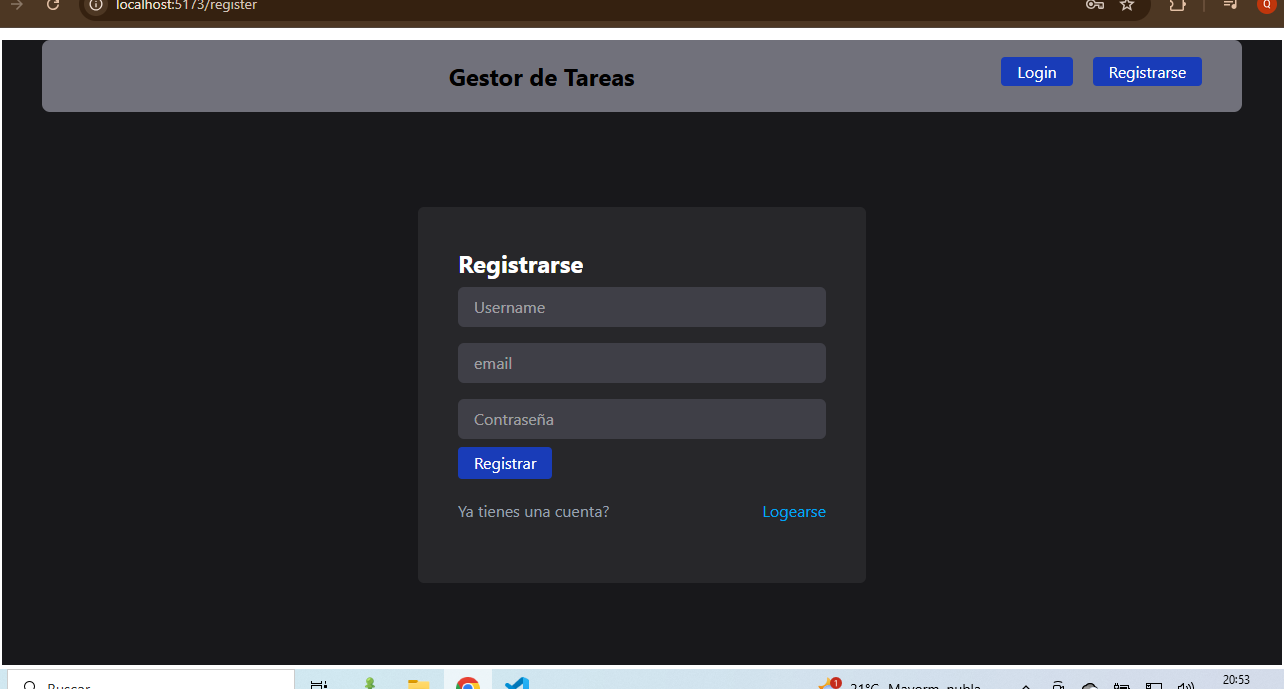 localhost:5173/register
Q
Gestor de Tareas
Login
Registrarse
Registrarse
Username
email
Contraseña
Registrar
Ya tienes una cuenta?
Logearse
Buscar
1
21°C Mayorm. nubla
20:53